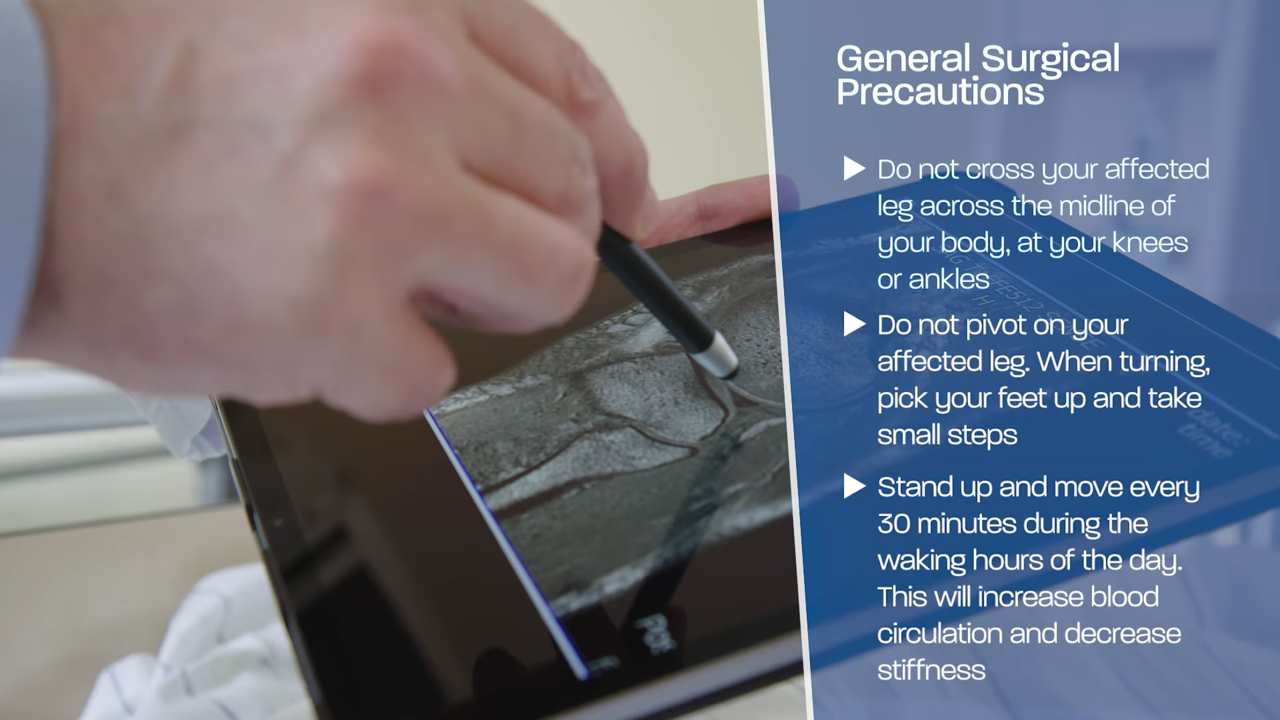 General Surgical
Precautions
Do not cross your affected
leg across the midline of
your body, at your knees
or ankles
Do not pivot on your
affected leg. When turning,
pick your feet up and take
small steps
Stand up and move every
30 minutes during the
waking hours of the day.
This will increase blood
circulation and decrease
stiffness